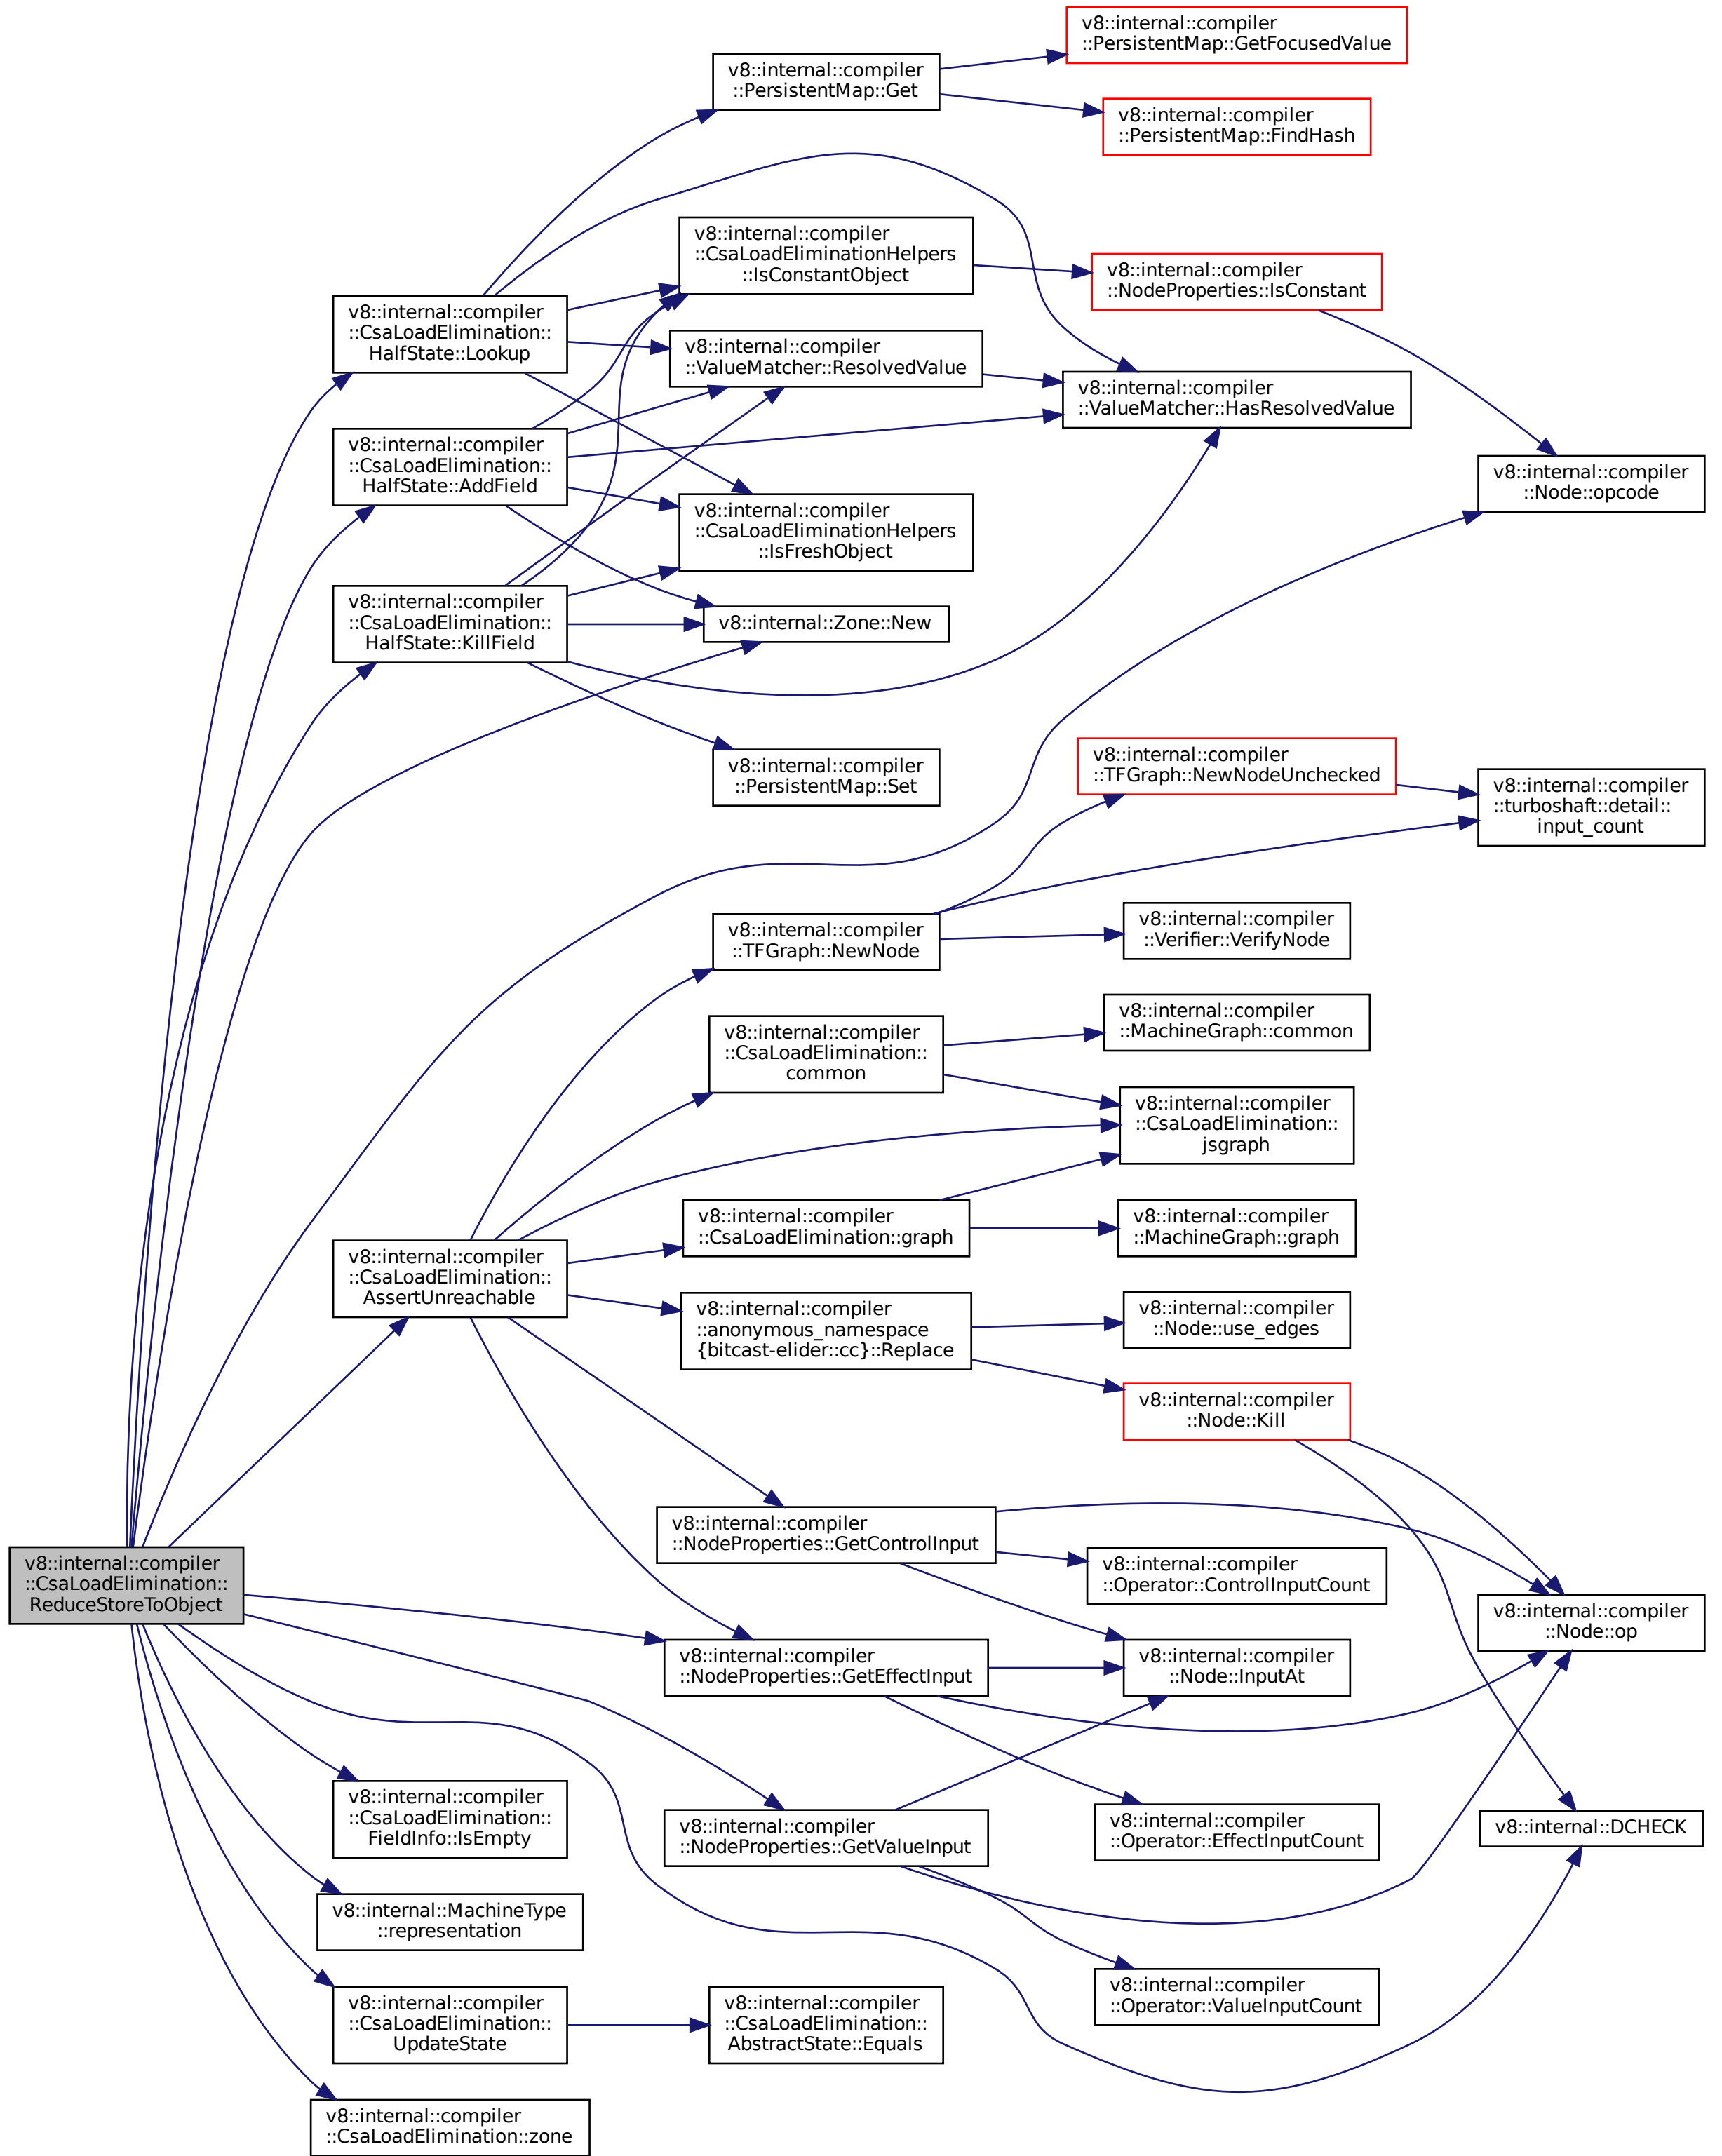 v8::internal::compiler
::PersistentMap::GetFocusedValue
v8::internal::compiler
::PersistentMap::Get
v8::internal::compiler
::PersistentMap::FindHash
v8::internal::compiler
::CsaLoadEliminationHelpers
::IsConstantObject
v8::internal::compiler
::NodeProperties::IsConstant
v8::internal::compiler
::CsaLoadElimination::
HalfState::Lookup
v8::internal::compiler
::ValueMatcher::ResolvedValue
v8::internal::compiler
::ValueMatcher::HasResolvedValue
v8::internal::compiler
::CsaLoadElimination::
HalfState::AddField
v8::internal::compiler
::Node::opcode
v8::internal::compiler
::CsaLoadEliminationHelpers
::IsFreshObject
v8::internal::compiler
::CsaLoadElimination::
HalfState::KillField
v8::internal::Zone::New
v8::internal::compiler
::PersistentMap::Set
v8::internal::compiler
::TFGraph::NewNodeUnchecked
v8::internal::compiler
::turboshaft::detail::
input_count
v8::internal::compiler
::TFGraph::NewNode
v8::internal::compiler
::Verifier::VerifyNode
v8::internal::compiler
::MachineGraph::common
v8::internal::compiler
::CsaLoadElimination::
common
v8::internal::compiler
::CsaLoadElimination::
jsgraph
v8::internal::compiler
::CsaLoadElimination::graph
v8::internal::compiler
::MachineGraph::graph
v8::internal::compiler
::CsaLoadElimination::
AssertUnreachable
v8::internal::compiler
::anonymous_namespace
{bitcast-elider::cc}::Replace
v8::internal::compiler
::Node::use_edges
v8::internal::compiler
::Node::Kill
v8::internal::compiler
::NodeProperties::GetControlInput
v8::internal::compiler
::CsaLoadElimination::
ReduceStoreToObject
v8::internal::compiler
::Operator::ControlInputCount
v8::internal::compiler
::Node::op
v8::internal::compiler
::NodeProperties::GetEffectInput
v8::internal::compiler
::Node::InputAt
v8::internal::compiler
::CsaLoadElimination::
FieldInfo::IsEmpty
v8::internal::compiler
::NodeProperties::GetValueInput
v8::internal::compiler
::Operator::EffectInputCount
v8::internal::DCHECK
v8::internal::MachineType
::representation
v8::internal::compiler
::Operator::ValueInputCount
v8::internal::compiler
::CsaLoadElimination::
UpdateState
v8::internal::compiler
::CsaLoadElimination::
AbstractState::Equals
v8::internal::compiler
::CsaLoadElimination::zone